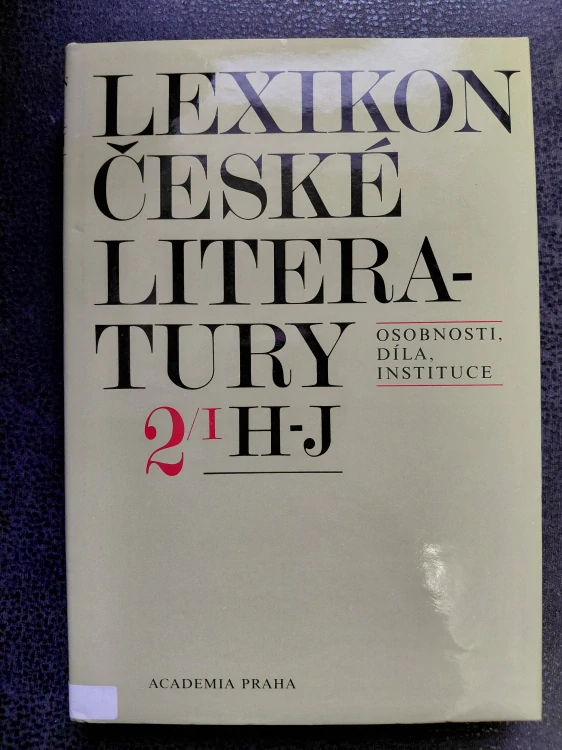 LEXIKON
ČESKÉ
LITERA-
TURY
OSOBNOSTI,
DÍLA,
INSTITUCE
2/I H-J
ACADEMIA PRAHA